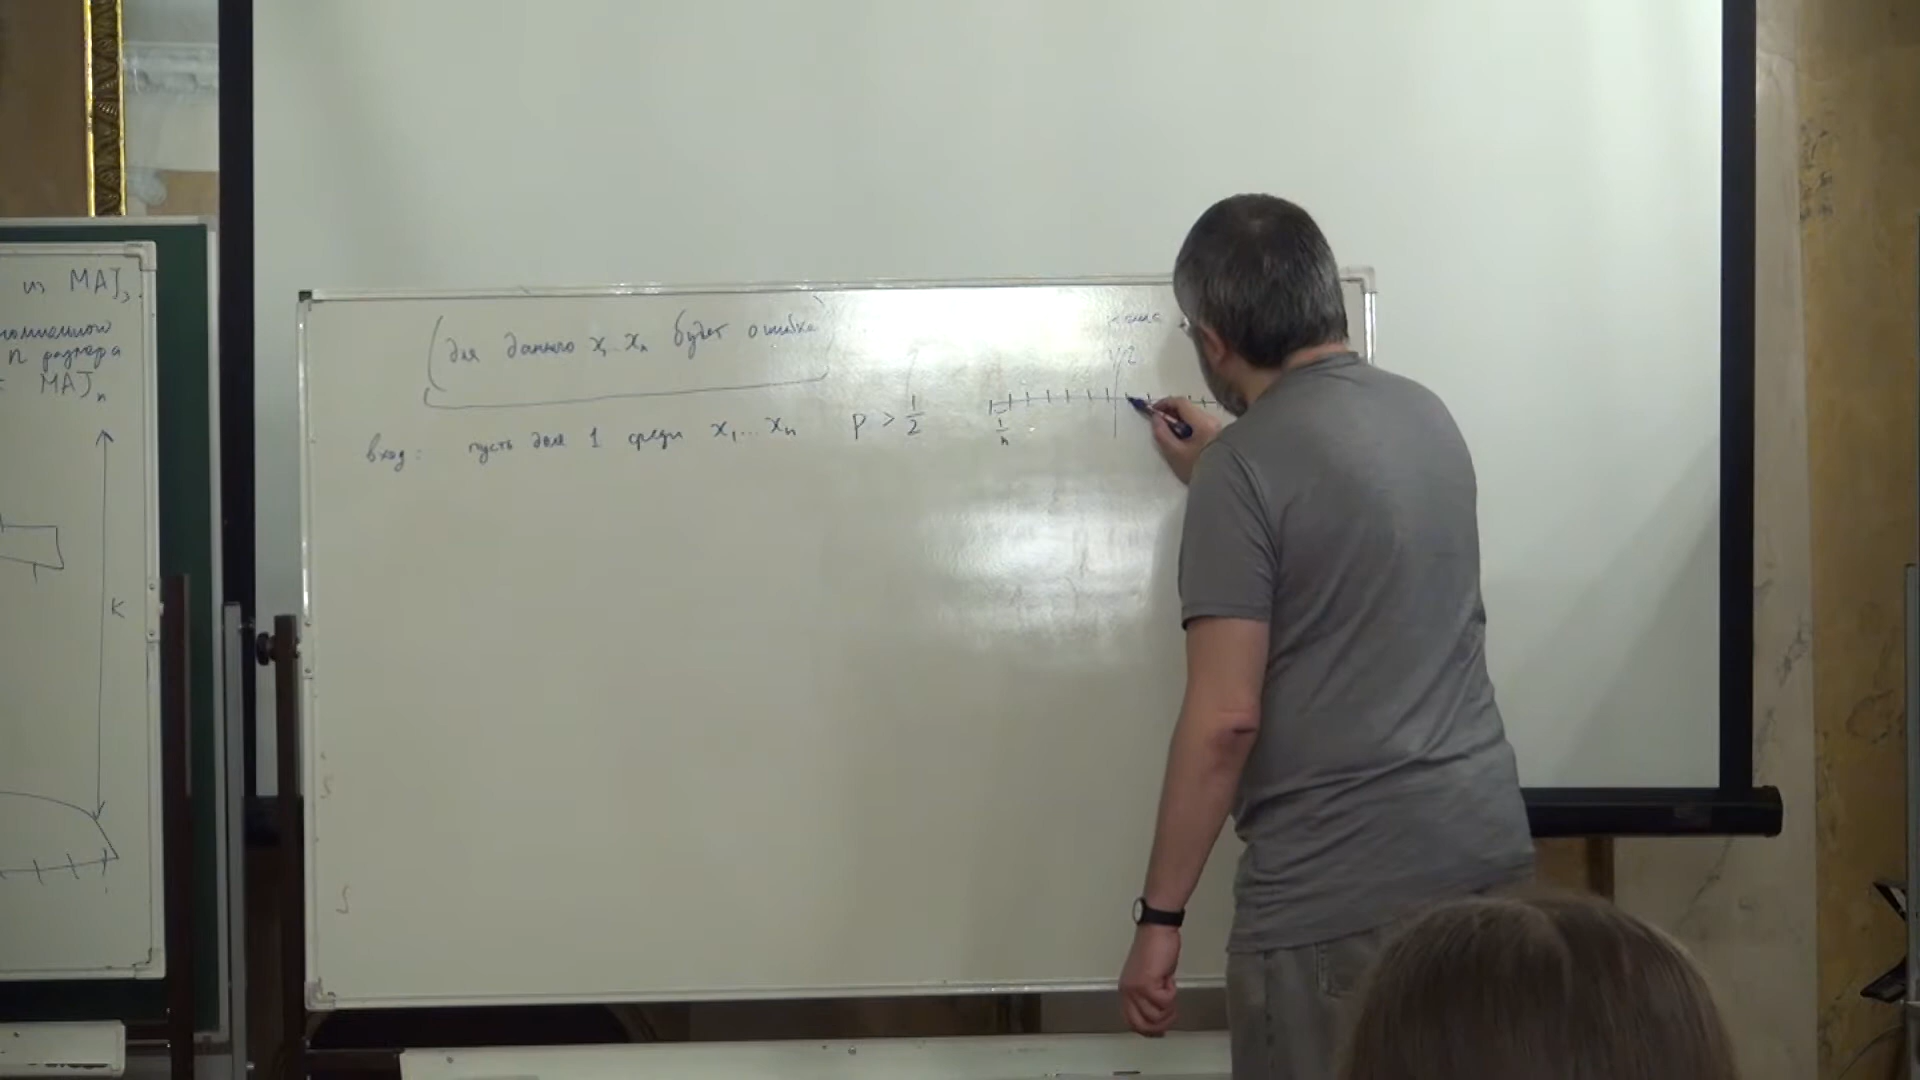 из MAJ₃.
n размера
MAJₙ
K
(для данного x₁...xₙ будет ошибка)
вход: пусть доля 1 среди x₁...xₙ p > 1/2
1/n
1/2